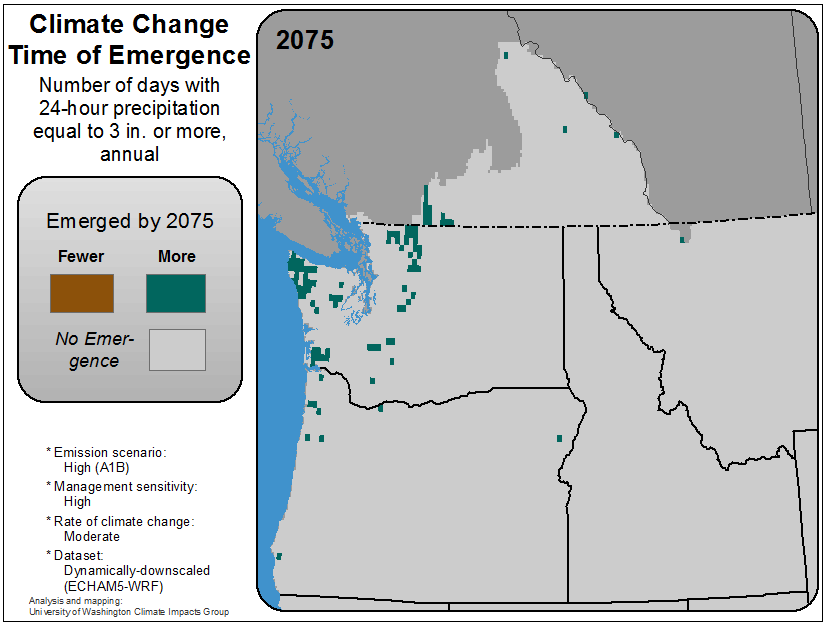 Climate Change
Time of Emergence
Number of days with
24-hour precipitation
equal to 3 in. or more,
annual
2075
Emerged by 2075
Fewer
More
No Emer-
gence
* Emission scenario:
High (A1B)
* Management sensitivity:
High
* Rate of climate change:
Moderate
* Dataset:
Dynamically-downscaled
(ECHAM5-WRF)
Analysis and mapping:
University of Washington Climate Impacts Group